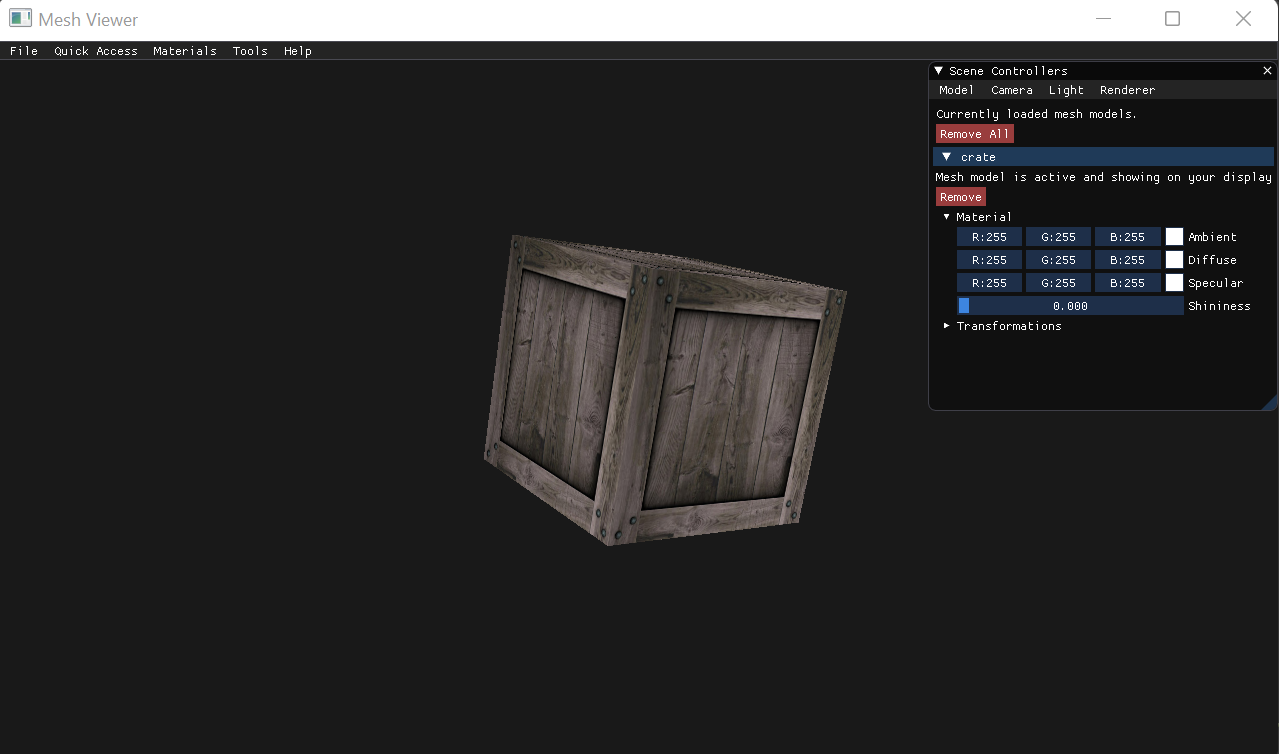 Mesh Viewer
File Quick Access Materials Tools Help
Scene Controllers
Model Camera Light Renderer
Currently loaded mesh models.
Remove All
crate
Mesh model is active and showing on your display
Remove
Material
R:255 G:255 B:255 Ambient
R:255 G:255 B:255 Diffuse
R:255 G:255 B:255 Specular
0.000 Shininess
Transformations